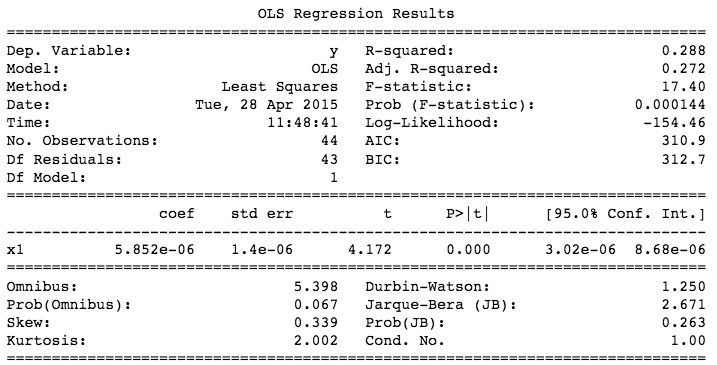 OLS Regression Results
==============================================================================
Dep. Variable: y R-squared: 0.288
Model: OLS Adj. R-squared: 0.272
Method: Least Squares F-statistic: 17.40
Date: Tue, 28 Apr 2015 Prob (F-statistic): 0.000144
Time: 11:48:41 Log-Likelihood: -154.46
No. Observations: 44 AIC: 310.9
Df Residuals: 43 BIC: 312.7
Df Model: 1
==============================================================================
coef std err t P>|t| [95.0% Conf. Int.]
------------------------------------------------------------------------------
x1 5.852e-06 1.4e-06 4.172 0.000 3.02e-06 8.68e-06
==============================================================================
Omnibus: 5.398 Durbin-Watson: 1.250
Prob(Omnibus): 0.067 Jarque-Bera (JB): 2.671
Skew: 0.339 Prob(JB): 0.263
Kurtosis: 2.002 Cond. No. 1.00
==============================================================================